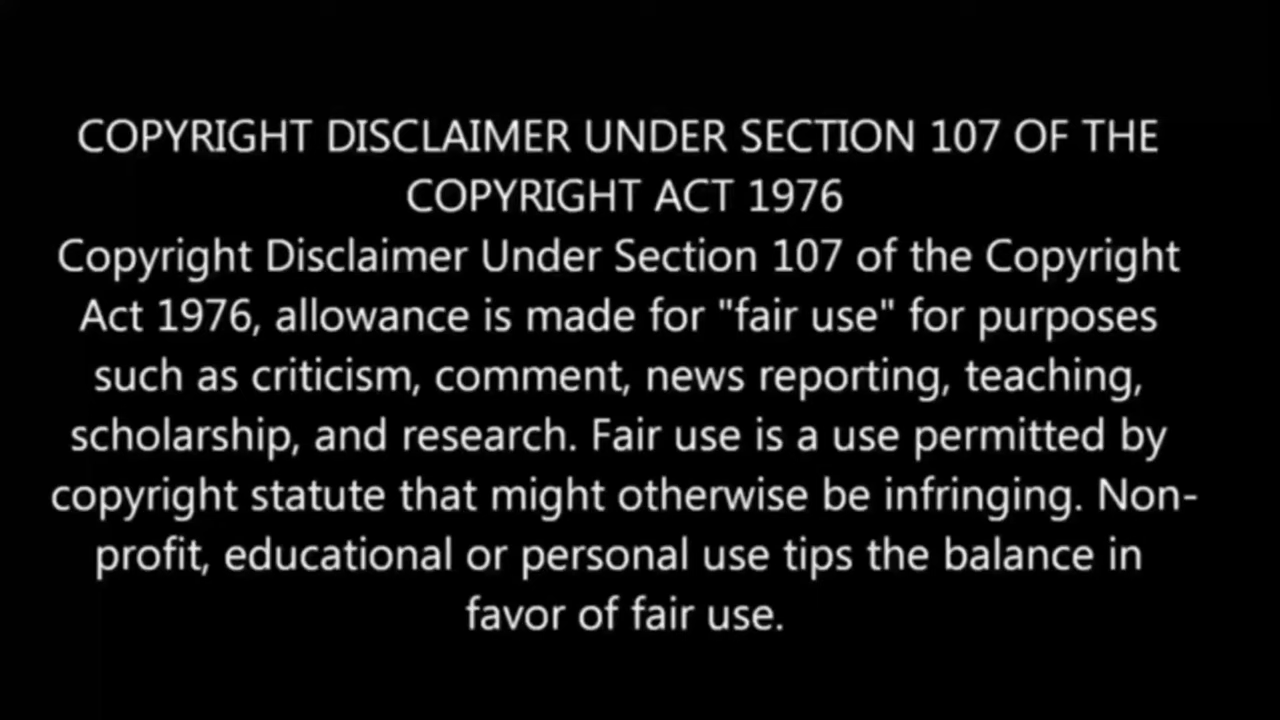 COPYRIGHT DISCLAIMER UNDER SECTION 107 OF THE
COPYRIGHT ACT 1976
Copyright Disclaimer Under Section 107 of the Copyright
Act 1976, allowance is made for "fair use" for purposes
such as criticism, comment, news reporting, teaching,
scholarship, and research. Fair use is a use permitted by
copyright statute that might otherwise be infringing. Non-
profit, educational or personal use tips the balance in
favor of fair use.